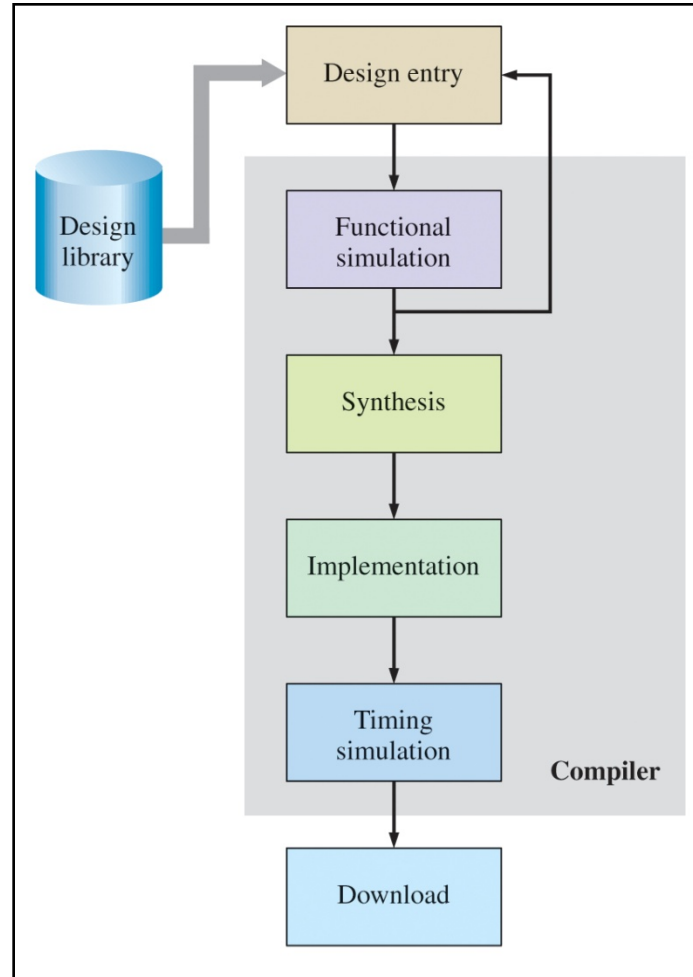 Design entry
Design
library
Functional
simulation
Synthesis
Implementation
Timing
simulation
Compiler
Download